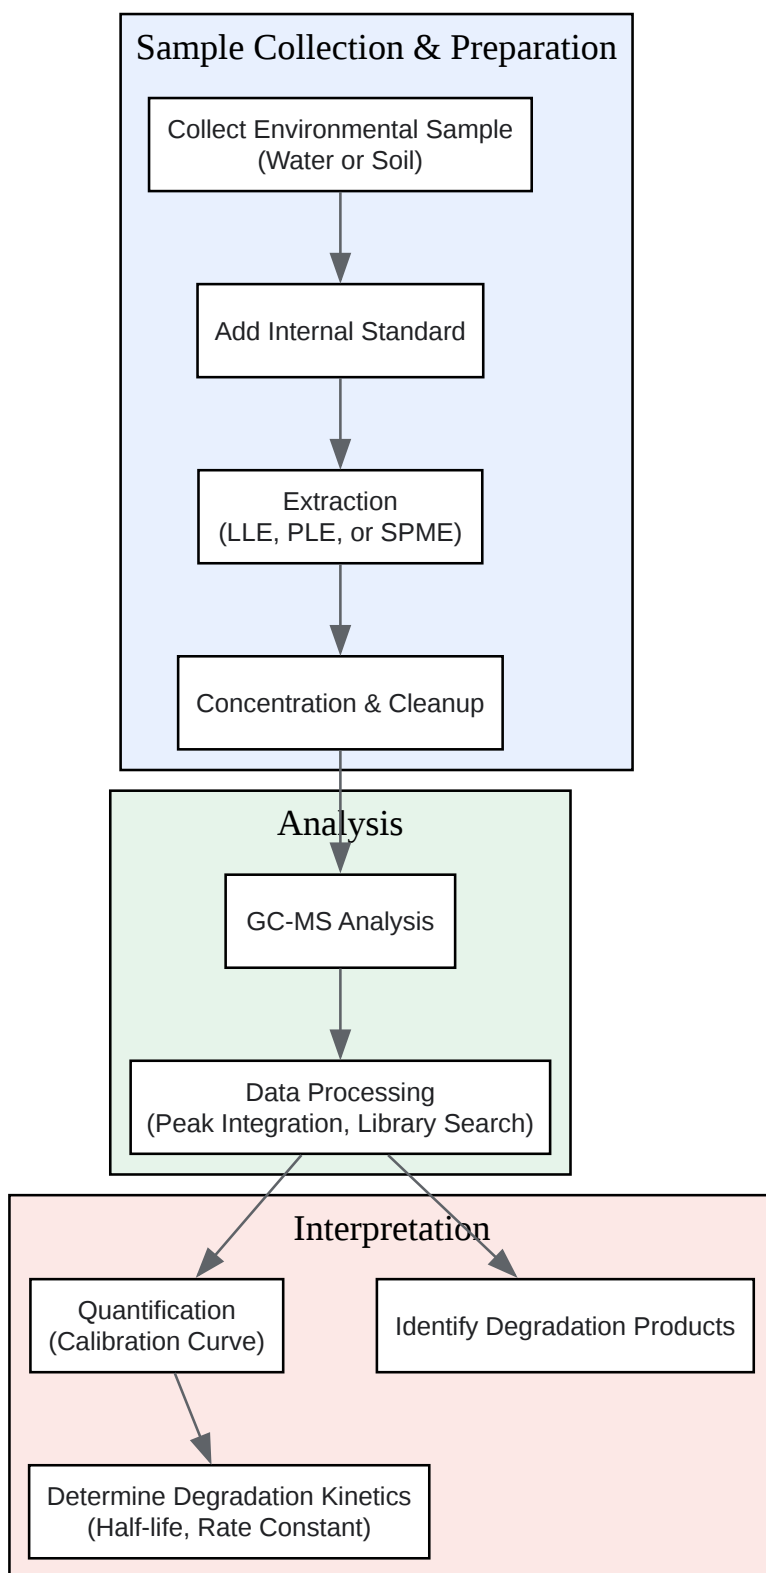 Sample Collection & Preparation
Collect Environmental Sample
(Water or Soil)
Add Internal Standard
Extraction
(LLE, PLE, or SPME)
Concentration & Cleanup
Analysis
GC-MS Analysis
Data Processing
(Peak Integration, Library Search)
Interpretation
Quantification
(Calibration Curve)
Identify Degradation Products
Determine Degradation Kinetics
(Half-life, Rate Constant)